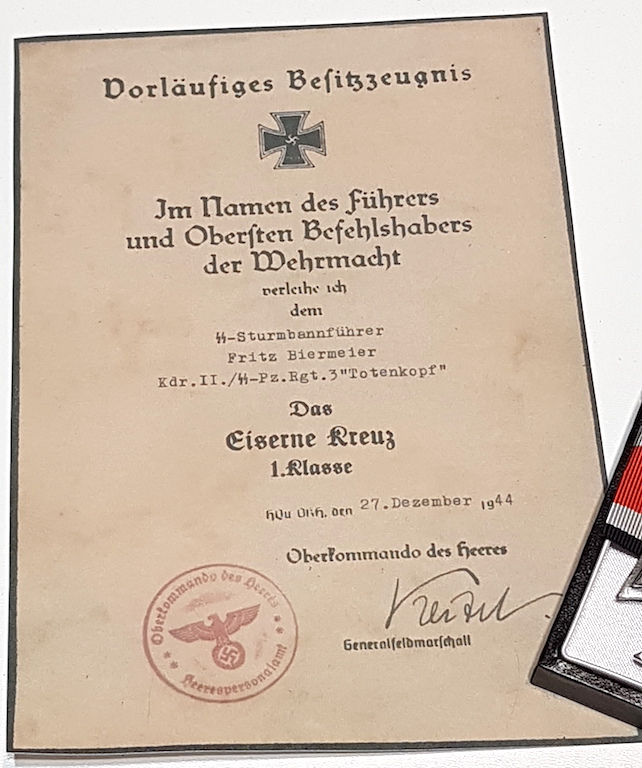 Vorläufiges Besitzzeugnis
Im Namen des Führers
und Obersten Befehlshabers
der Wehrmacht
verleihe ich
dem
ᛋᛋ-Sturmbannführer
Fritz Biermeier
Kdr.II./ᛋᛋ-Pz.Rgt.3"Totenkopf"
Das
Eiserne Kreuz
1.Klasse
HQu OKH, den 27.Dezember 1944
Oberkommando des Heeres
Keitel
Generalfeldmarschall
Oberkommando des Heeres
Heerespersonalamt